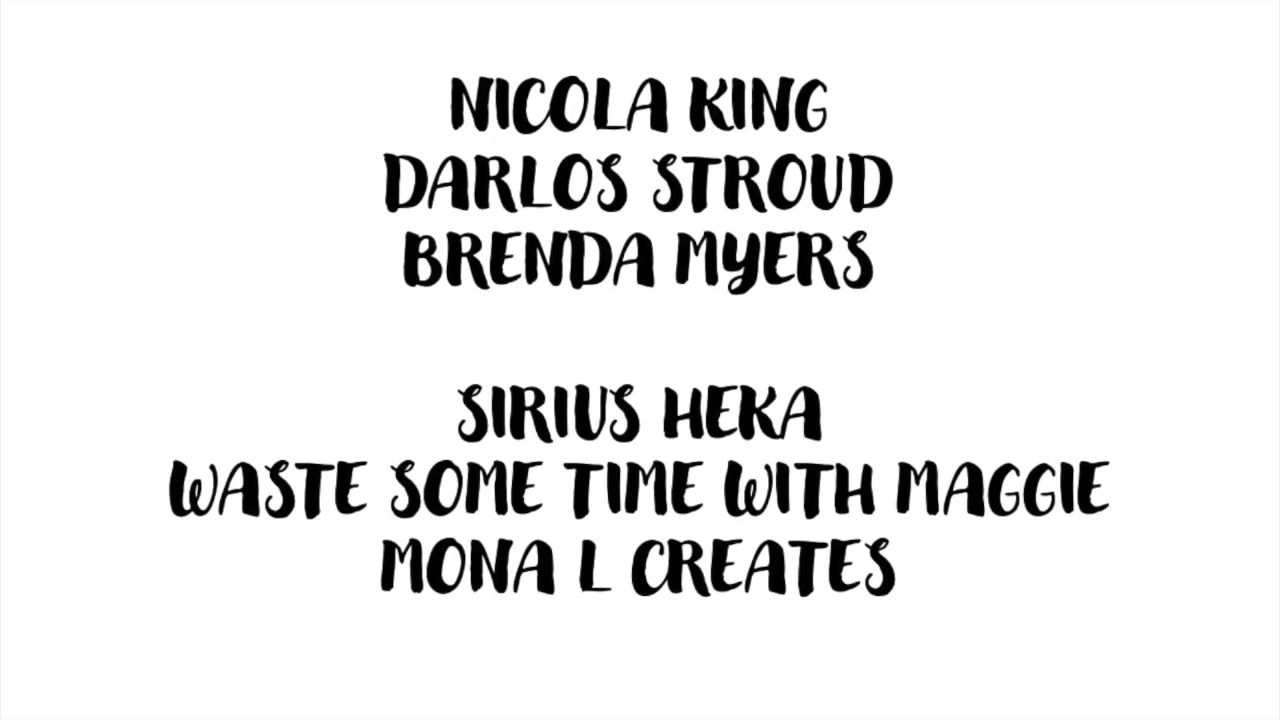 NICOLA KING
DARLOS STROUD
BRENDA MYERS
SIRIUS HEKA
WASTE SOME TIME WITH MAGGIE
MONA L CREATES